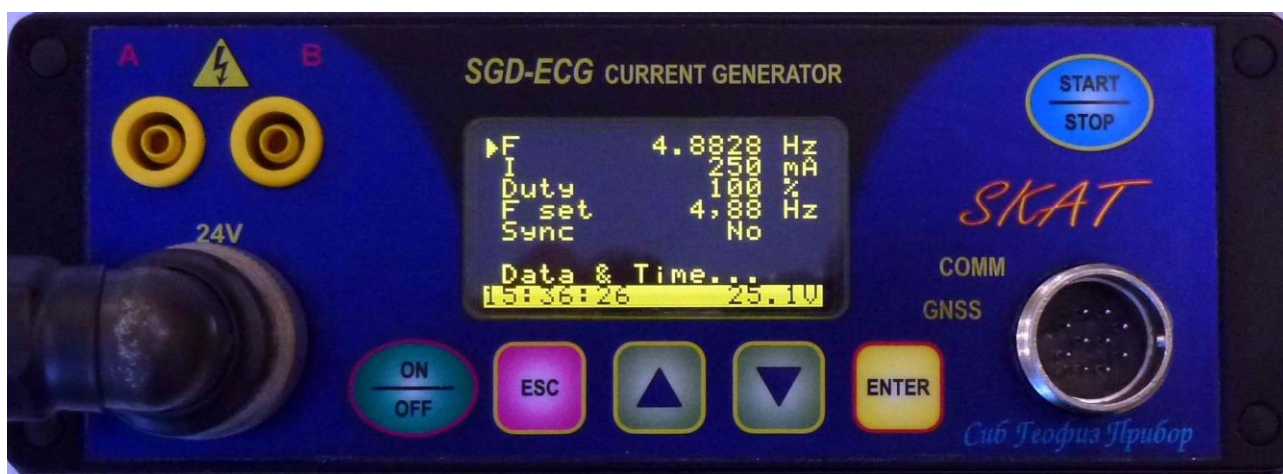 A B
SGD-ECG CURRENT GENERATOR
START
STOP
F 4.8828 Hz
I 250 mA
Duty 100 %
F set 4,88 Hz
Sync No
Data & Time...
15:36:26 25.1V
24V
SKAT
COMM
GNSS
ON
OFF
ESC
ENTER
Сиб Геофиз Прибор